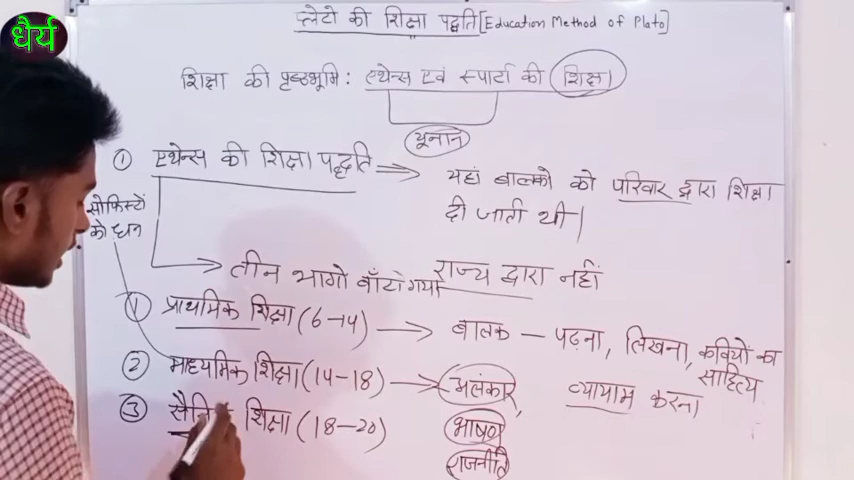 धैर्य
प्लेटो की शिक्षा पद्धति [Education Method of Plato]
शिक्षा की पृष्ठभूमि: एथेन्स एवं स्पार्टा की शिक्षा
यूनान
① एथेन्स की शिक्षा पद्धति ⇒ यहां बालको को परिवार द्वारा शिक्षा
दी जाती थी |
सोफिस्टों
को धन
तीन भागो बाँटा गया
राज्य द्वारा नहीं
① प्राथमिक शिक्षा (6-14) → बालक - पढ़ना, लिखना, कवियों का
साहित्य
② माध्यमिक शिक्षा (14-18) → अलंकार, व्यायाम करना
③ शिक्षा (18-20) भाषण
राजनीति